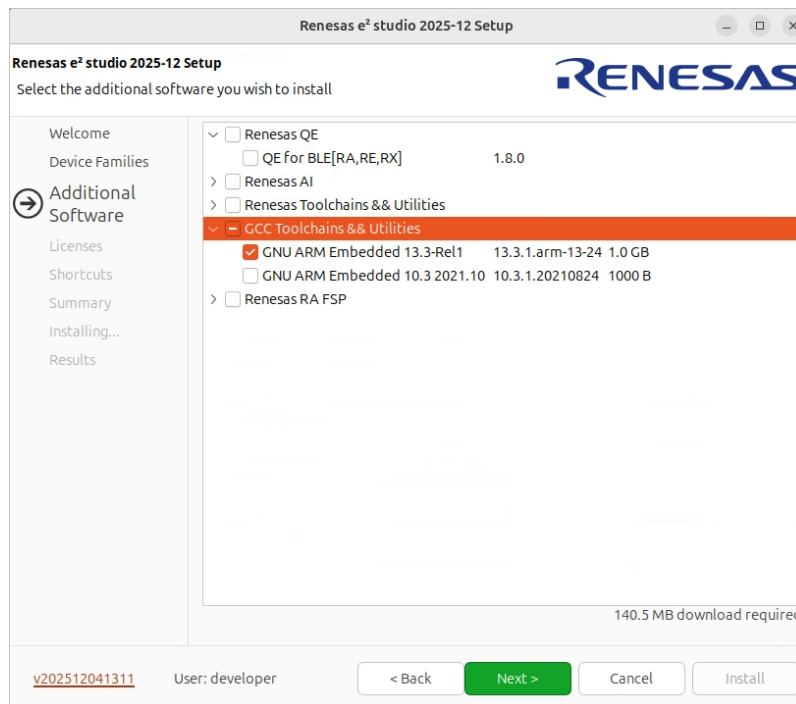 Renesas e² studio 2025-12 Setup
Renesas e² studio 2025-12 Setup
Select the additional software you wish to install
RENESAS
Welcome
Device Families
Additional
Software
Licenses
Shortcuts
Summary
Installing...
Results
Renesas QE
QE for BLE[RA,RE,RX] 1.8.0
Renesas AI
Renesas Toolchains && Utilities
GCC Toolchains && Utilities
GNU ARM Embedded 13.3-Rel1 13.3.1.arm-13-24 1.0 GB
GNU ARM Embedded 10.3 2021.10 10.3.1.20210824 1000 B
Renesas RA FSP
140.5 MB download required
v202512041311 User: developer < Back Next > Cancel Install